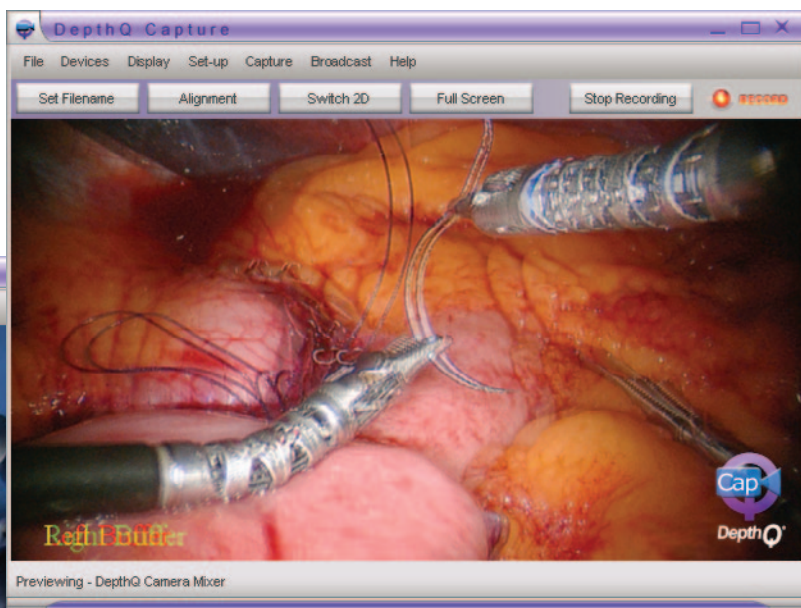 DepthQ Capture
File Devices Display Set-up Capture Broadcast Help
Set Filename Alignment Switch 2D Full Screen Stop Recording RECORD
Cap
DepthQ
Buffer
Previewing - DepthQ Camera Mixer